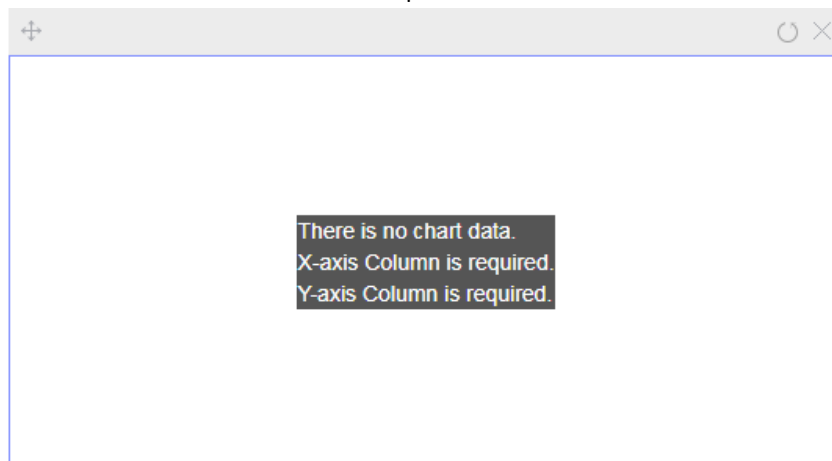 There is no chart data.
X-axis Column is required.
Y-axis Column is required.